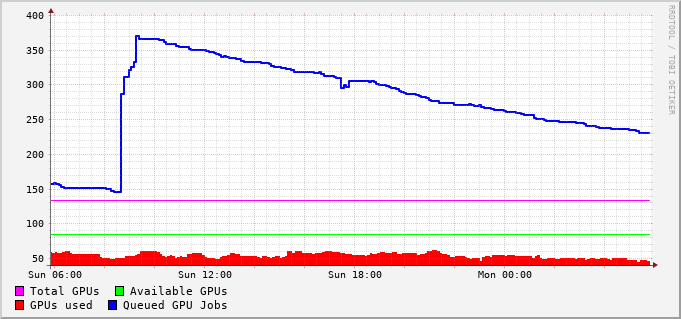 400
350
300
250
200
150
100
50
Sun 06:00 Sun 12:00 Sun 18:00 Mon 00:00
Total GPUs Available GPUs
GPUs used Queued GPU Jobs
RRDTOOL / TOBI OETIKER